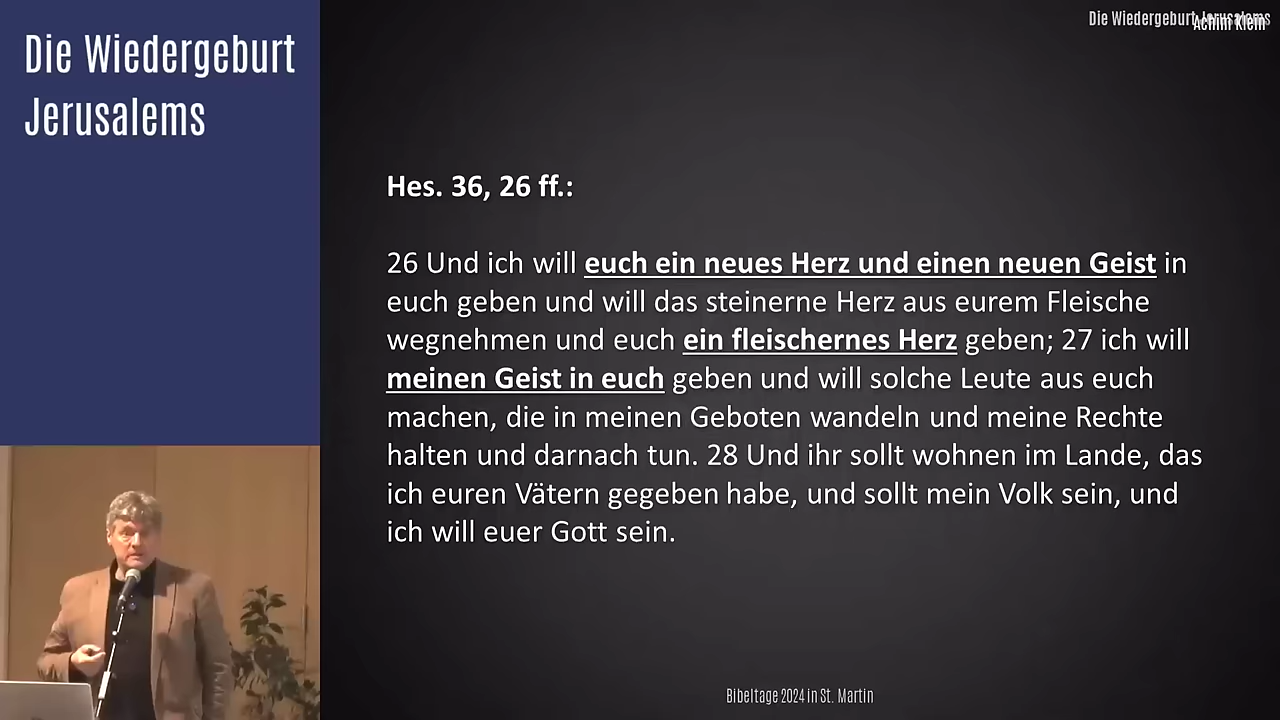 Die Wiedergeburt
Jerusalems
Die Wiedergeburt Jerusalems
Achim Klein
Hes. 36, 26 ff.:
26 Und ich will euch ein neues Herz und einen neuen Geist in
euch geben und will das steinerne Herz aus eurem Fleische
wegnehmen und euch ein fleischernes Herz geben; 27 ich will
meinen Geist in euch geben und will solche Leute aus euch
machen, die in meinen Geboten wandeln und meine Rechte
halten und darnach tun. 28 Und ihr sollt wohnen im Lande, das
ich euren Vätern gegeben habe, und sollt mein Volk sein, und
ich will euer Gott sein.
Bibeltage 2024 in St. Martin